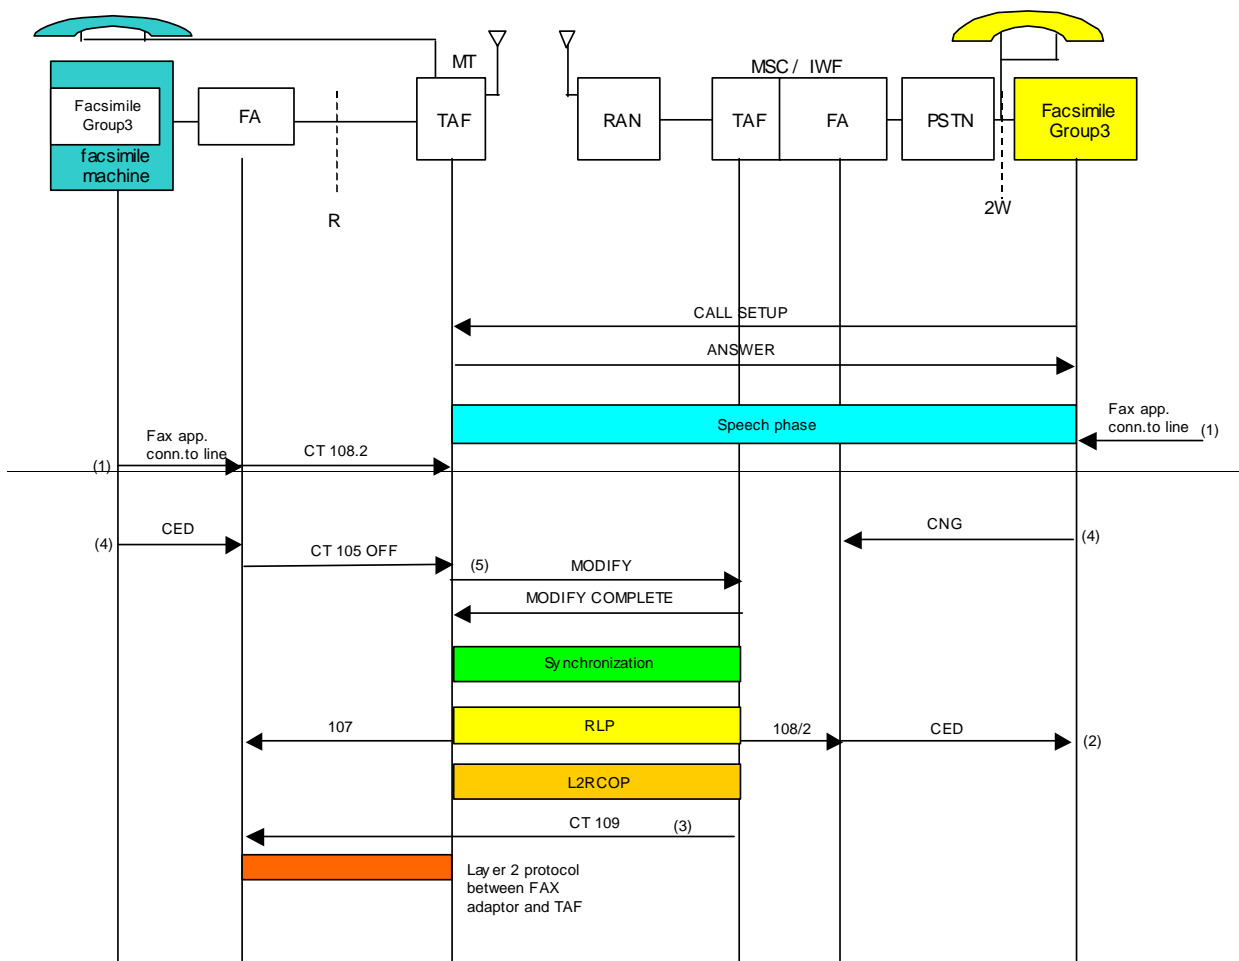 MT
MSC / IWF
Facsimile
Group3
FA
TAF
RAN
TAF
FA
PSTN
Facsimile
Group3
facsimile
machine
R
2W
CALL SETUP
ANSWER
Speech phase
Fax app.
conn.to line
(1)
Fax app.
conn.to line
(1)
CT 108.2
CED
(4)
CNG
(4)
CT 105 OFF
(5)
MODIFY
MODIFY COMPLETE
Synchronization
RLP
107
108/2
CED
(2)
L2RCOP
CT 109
(3)
Layer 2 protocol
between FAX
adaptor and TAF